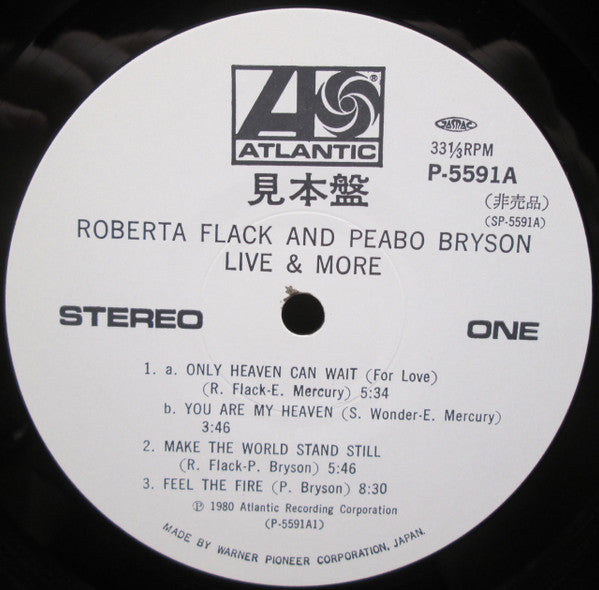 ATLANTIC
®
JASRAC
33⅓RPM
P-5591A
見本盤
(非売品)
(SP-5591A)
ROBERTA FLACK AND PEABO BRYSON
LIVE & MORE
STEREO
ONE
1. a. ONLY HEAVEN CAN WAIT (For Love)
(R. Flack-E. Mercury) 5:34
b. YOU ARE MY HEAVEN (S. Wonder-E. Mercury)
3:46
2. MAKE THE WORLD STAND STILL
(R. Flack-P. Bryson) 5:46
3. FEEL THE FIRE (P. Bryson) 8:30
℗ 1980 Atlantic Recording Corporation
(P-5591A1)
MADE BY WARNER PIONEER CORPORATION, JAPAN.